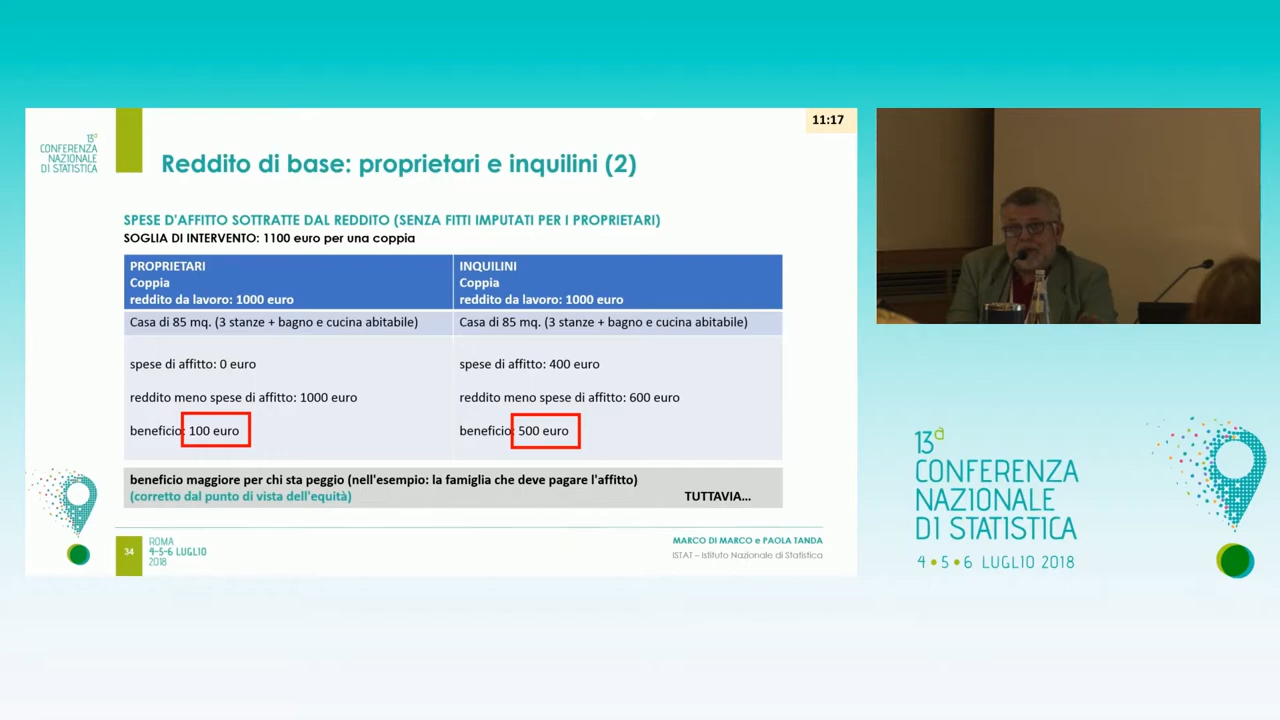 11:17
13ª
CONFERENZA
NAZIONALE
DI STATISTICA
Reddito di base: proprietari e inquilini (2)
SPESE D'AFFITTO SOTTRATTE DAL REDDITO (SENZA FITTI IMPUTATI PER I PROPRIETARI)
SOGLIA DI INTERVENTO: 1100 euro per una coppia
PROPRIETARI
Coppia
reddito da lavoro: 1000 euro
Casa di 85 mq. (3 stanze + bagno e cucina abitabile)
spese di affitto: 0 euro
reddito meno spese di affitto: 1000 euro
beneficio: 100 euro
INQUILINI
Coppia
reddito da lavoro: 1000 euro
Casa di 85 mq. (3 stanze + bagno e cucina abitabile)
spese di affitto: 400 euro
reddito meno spese di affitto: 600 euro
beneficio: 500 euro
beneficio maggiore per chi sta peggio (nell'esempio: la famiglia che deve pagare l'affitto)
(corretto dal punto di vista dell'equità) TUTTAVIA...
34
ROMA
4-5-6 LUGLIO
2018
MARCO DI MARCO e PAOLA TANDA
ISTAT – Istituto Nazionale di Statistica
13ª
CONFERENZA
NAZIONALE
DI STATISTICA
4 • 5 • 6 LUGLIO 2018